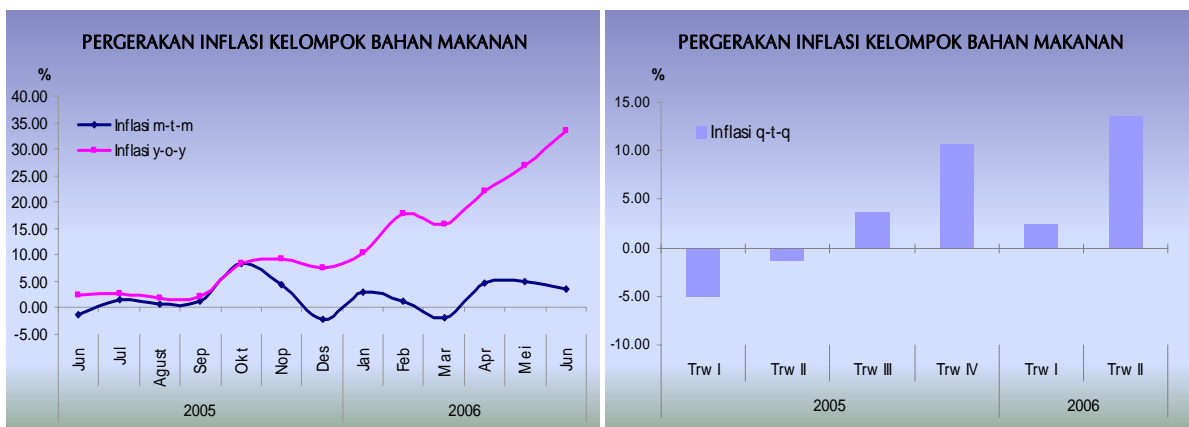 PERGERAKAN INFLASI KELOMPOK BAHAN MAKANAN
%
40.00
35.00
30.00
25.00
20.00
15.00
10.00
5.00
0.00
-5.00
Inflasi m-t-m
Inflasi y-o-y
Jun
Jul
Agust
Sep
Okt
Nop
Des
Jan
Feb
Mar
Apr
Mei
Jun
2005
2006
PERGERAKAN INFLASI KELOMPOK BAHAN MAKANAN
%
15.00
10.00
5.00
0.00
-5.00
-10.00
Inflasi q-t-q
Trw I
Trw II
Trw III
Trw IV
Trw I
Trw II
2005
2006